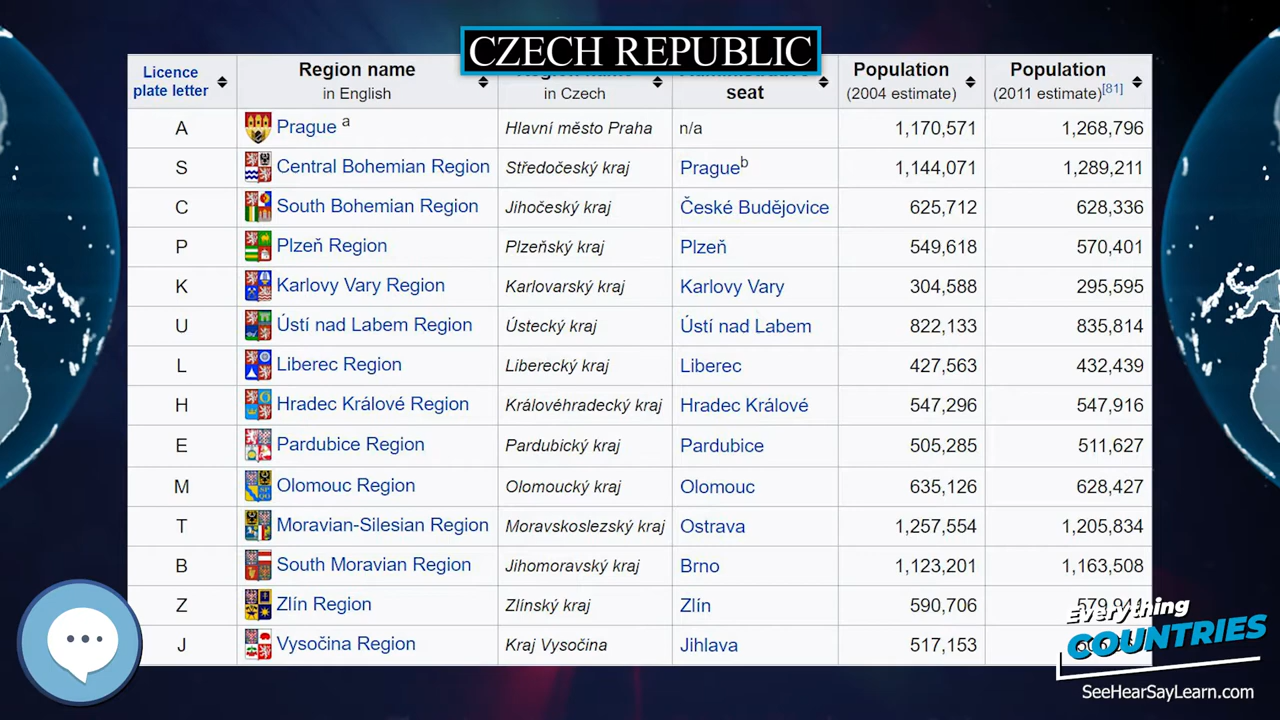 CZECH REPUBLIC
Licence plate letter Region name in English in Czech seat Population (2004 estimate) Population (2011 estimate)[81]
A Prague a Hlavní město Praha n/a 1,170,571 1,268,796
S Central Bohemian Region Středočeský kraj Prague b 1,144,071 1,289,211
C South Bohemian Region Jihočeský kraj České Budějovice 625,712 628,336
P Plzeň Region Plzeňský kraj Plzeň 549,618 570,401
K Karlovy Vary Region Karlovarský kraj Karlovy Vary 304,588 295,595
U Ústí nad Labem Region Ústecký kraj Ústí nad Labem 822,133 835,814
L Liberec Region Liberecký kraj Liberec 427,563 432,439
H Hradec Králové Region Královéhradecký kraj Hradec Králové 547,296 547,916
E Pardubice Region Pardubický kraj Pardubice 505,285 511,627
M Olomouc Region Olomoucký kraj Olomouc 635,126 628,427
T Moravian-Silesian Region Moravskoslezský kraj Ostrava 1,257,554 1,205,834
B South Moravian Region Jihomoravský kraj Brno 1,123,201 1,163,508
Z Zlín Region Zlínský kraj Zlín 590,706
J Vysočina Region Kraj Vysočina Jihlava 517,153
Everything
COUNTRIES
SeeHearSayLearn.com